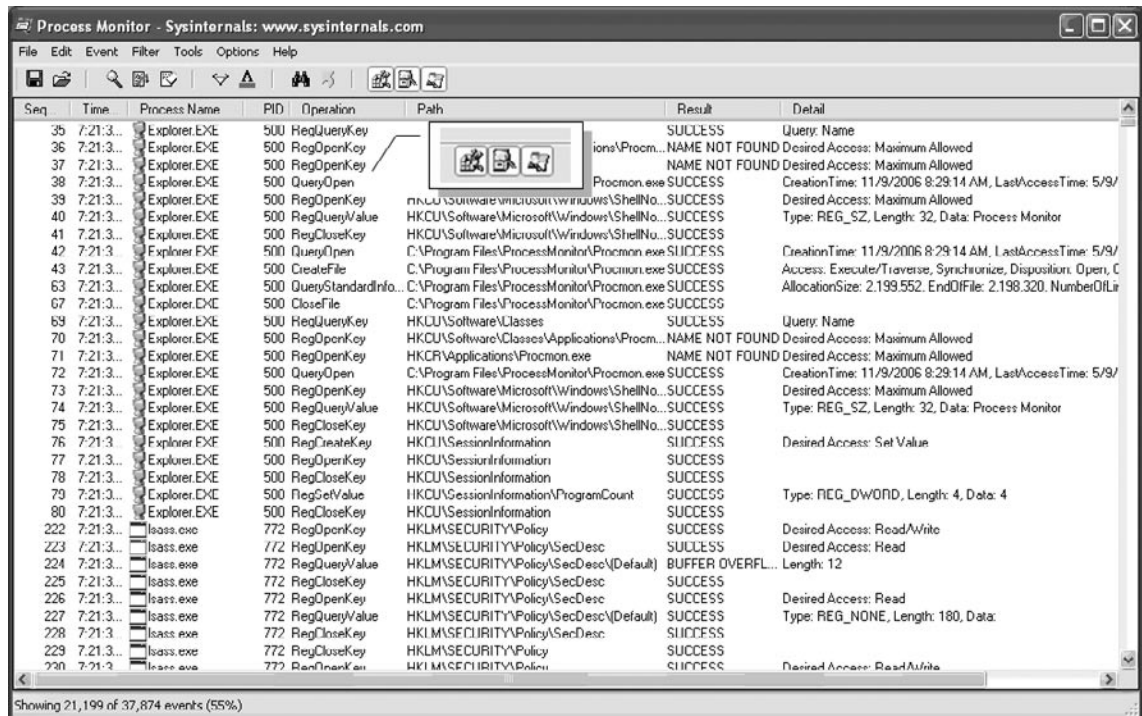 Process Monitor - Sysinternals: www.sysinternals.com
File Edit Event Filter Tools Options Help
Seq... Time... Process Name PID Operation Path Result Detail
35 7:21:3... Explorer.EXE 500 RegQueryKey SUCCESS Query: Name
36 7:21:3... Explorer.EXE 500 RegOpenKey ions\Procm... NAME NOT FOUND Desired Access: Maximum Allowed
37 7:21:3... Explorer.EXE 500 RegOpenKey NAME NOT FOUND Desired Access: Maximum Allowed
38 7:21:3... Explorer.EXE 500 QueryOpen Procmon.exe SUCCESS CreationTime: 11/9/2006 8:29:14 AM, LastAccessTime: 5/9/
39 7:21:3... Explorer.EXE 500 RegOpenKey HKCU\Software\Microsoft\Windows\ShellNo... SUCCESS Desired Access: Maximum Allowed
40 7:21:3... Explorer.EXE 500 RegQueryValue HKCU\Software\Microsoft\Windows\ShellNo... SUCCESS Type: REG_SZ, Length: 32, Data: Process Monitor
41 7:21:3... Explorer.EXE 500 RegCloseKey HKCU\Software\Microsoft\Windows\ShellNo... SUCCESS
42 7:21:3... Explorer.EXE 500 QueryOpen C:\Program Files\ProcessMonitor\Procmon.exe SUCCESS CreationTime: 11/9/2006 8:29:14 AM, LastAccessTime: 5/9/
43 7:21:3... Explorer.EXE 500 CreateFile C:\Program Files\ProcessMonitor\Procmon.exe SUCCESS Access: Execute/Traverse, Synchronize, Disposition: Open, O
63 7:21:3... Explorer.EXE 500 QueryStandardInfo... C:\Program Files\ProcessMonitor\Procmon.exe SUCCESS AllocationSize: 2,199,552, EndOfFile: 2,198,320, NumberOfLin
67 7:21:3... Explorer.EXE 500 CloseFile C:\Program Files\ProcessMonitor\Procmon.exe SUCCESS
69 7:21:3... Explorer.EXE 500 RegQueryKey HKCU\Software\Classes SUCCESS Query: Name
70 7:21:3... Explorer.EXE 500 RegOpenKey HKCU\Software\Classes\Applications\Procm... NAME NOT FOUND Desired Access: Maximum Allowed
71 7:21:3... Explorer.EXE 500 RegOpenKey HKCR\Applications\Procmon.exe NAME NOT FOUND Desired Access: Maximum Allowed
72 7:21:3... Explorer.EXE 500 QueryOpen C:\Program Files\ProcessMonitor\Procmon.exe SUCCESS CreationTime: 11/9/2006 8:29:14 AM, LastAccessTime: 5/9/
73 7:21:3... Explorer.EXE 500 RegOpenKey HKCU\Software\Microsoft\Windows\ShellNo... SUCCESS Desired Access: Maximum Allowed
74 7:21:3... Explorer.EXE 500 RegQueryValue HKCU\Software\Microsoft\Windows\ShellNo... SUCCESS Type: REG_SZ, Length: 32, Data: Process Monitor
75 7:21:3... Explorer.EXE 500 RegCloseKey HKCU\Software\Microsoft\Windows\ShellNo... SUCCESS
76 7:21:3... Explorer.EXE 500 RegCreateKey HKCU\SessionInformation SUCCESS Desired Access: Set Value
77 7:21:3... Explorer.EXE 500 RegOpenKey HKCU\SessionInformation SUCCESS
78 7:21:3... Explorer.EXE 500 RegCloseKey HKCU\SessionInformation SUCCESS
79 7:21:3... Explorer.EXE 500 RegSetValue HKCU\SessionInformation\ProgramCount SUCCESS Type: REG_DWORD, Length: 4, Data: 4
80 7:21:3... Explorer.EXE 500 RegCloseKey HKCU\SessionInformation SUCCESS
222 7:21:3... lsass.exe 772 RegOpenKey HKLM\SECURITY\Policy SUCCESS Desired Access: Read/Write
223 7:21:3... lsass.exe 772 RegOpenKey HKLM\SECURITY\Policy\SecDesc SUCCESS Desired Access: Read
224 7:21:3... lsass.exe 772 RegQueryValue HKLM\SECURITY\Policy\SecDesc\(Default) BUFFER OVERFL... Length: 12
225 7:21:3... lsass.exe 772 RegCloseKey HKLM\SECURITY\Policy\SecDesc SUCCESS
226 7:21:3... lsass.exe 772 RegOpenKey HKLM\SECURITY\Policy\SecDesc SUCCESS Desired Access: Read
227 7:21:3... lsass.exe 772 RegQueryValue HKLM\SECURITY\Policy\SecDesc\(Default) SUCCESS Type: REG_NONE, Length: 180, Data:
228 7:21:3... lsass.exe 772 RegCloseKey HKLM\SECURITY\Policy\SecDesc SUCCESS
229 7:21:3... lsass.exe 772 RegCloseKey HKLM\SECURITY\Policy SUCCESS
230 7:21:3... lsass.exe 772 RegOpenKey HKLM\SECURITY\Policy SUCCESS Desired Access: Read/Write
Showing 21,199 of 37,874 events (55%)